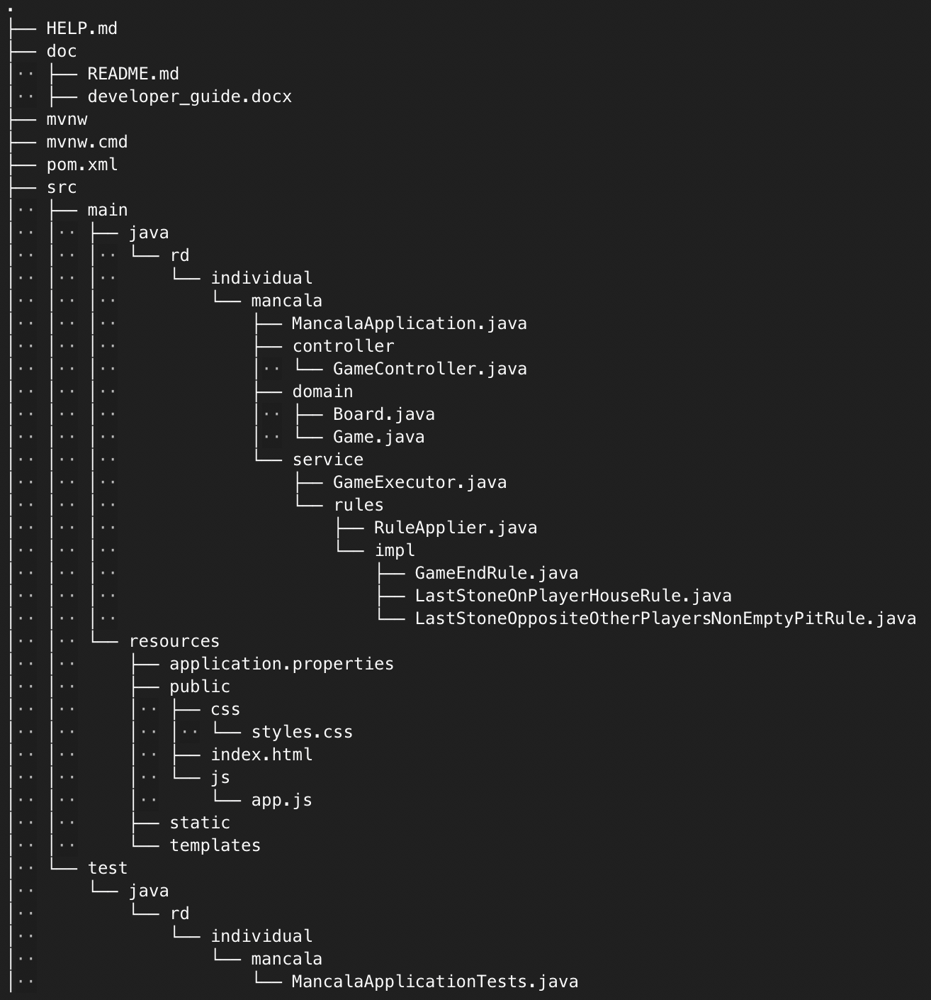 .
├── HELP.md
├── doc
│·· ├── README.md
│·· ├── developer_guide.docx
├── mvnw
├── mvnw.cmd
├── pom.xml
├── src
│·· ├── main
│·· │·· ├── java
│·· │·· │·· └── rd
│·· │·· │··     └── individual
│·· │·· │··         └── mancala
│·· │·· │··             ├── MancalaApplication.java
│·· │·· │··             ├── controller
│·· │·· │··             │·· └── GameController.java
│·· │·· │··             ├── domain
│·· │·· │··             │·· ├── Board.java
│·· │·· │··             │·· └── Game.java
│·· │·· │··             └── service
│·· │·· │··                 ├── GameExecutor.java
│·· │·· │··                 └── rules
│·· │·· │··                     ├── RuleApplier.java
│·· │·· │··                     └── impl
│·· │·· │··                         ├── GameEndRule.java
│·· │·· │··                         ├── LastStoneOnPlayerHouseRule.java
│·· │·· │··                         └── LastStoneOppositeOtherPlayersNonEmptyPitRule.java
│·· │·· └── resources
│·· │··     ├── application.properties
│·· │··     ├── public
│·· │··     │·· ├── css
│·· │··     │·· │·· └── styles.css
│·· │··     │·· ├── index.html
│·· │··     │·· └── js
│·· │··     │··     └── app.js
│·· │··     ├── static
│·· │··     └── templates
│·· └── test
│··     └── java
│··         └── rd
│··             └── individual
│··                 └── mancala
│··                     └── MancalaApplicationTests.java